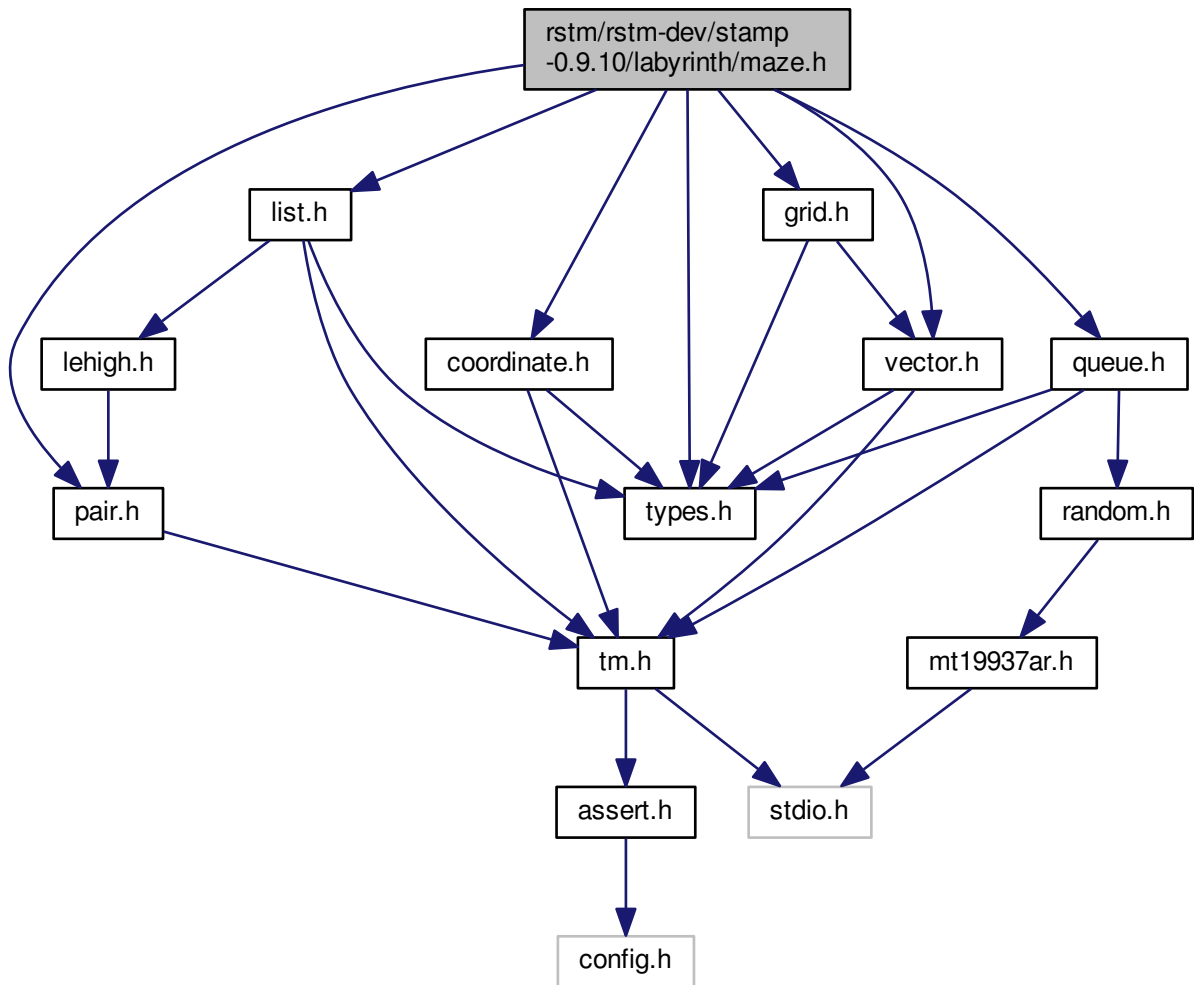 rstm/rstm-dev/stamp
-0.9.10/labyrinth/maze.h
list.h
grid.h
lehigh.h
coordinate.h
vector.h
queue.h
pair.h
types.h
random.h
tm.h
mt19937ar.h
assert.h
stdio.h
config.h